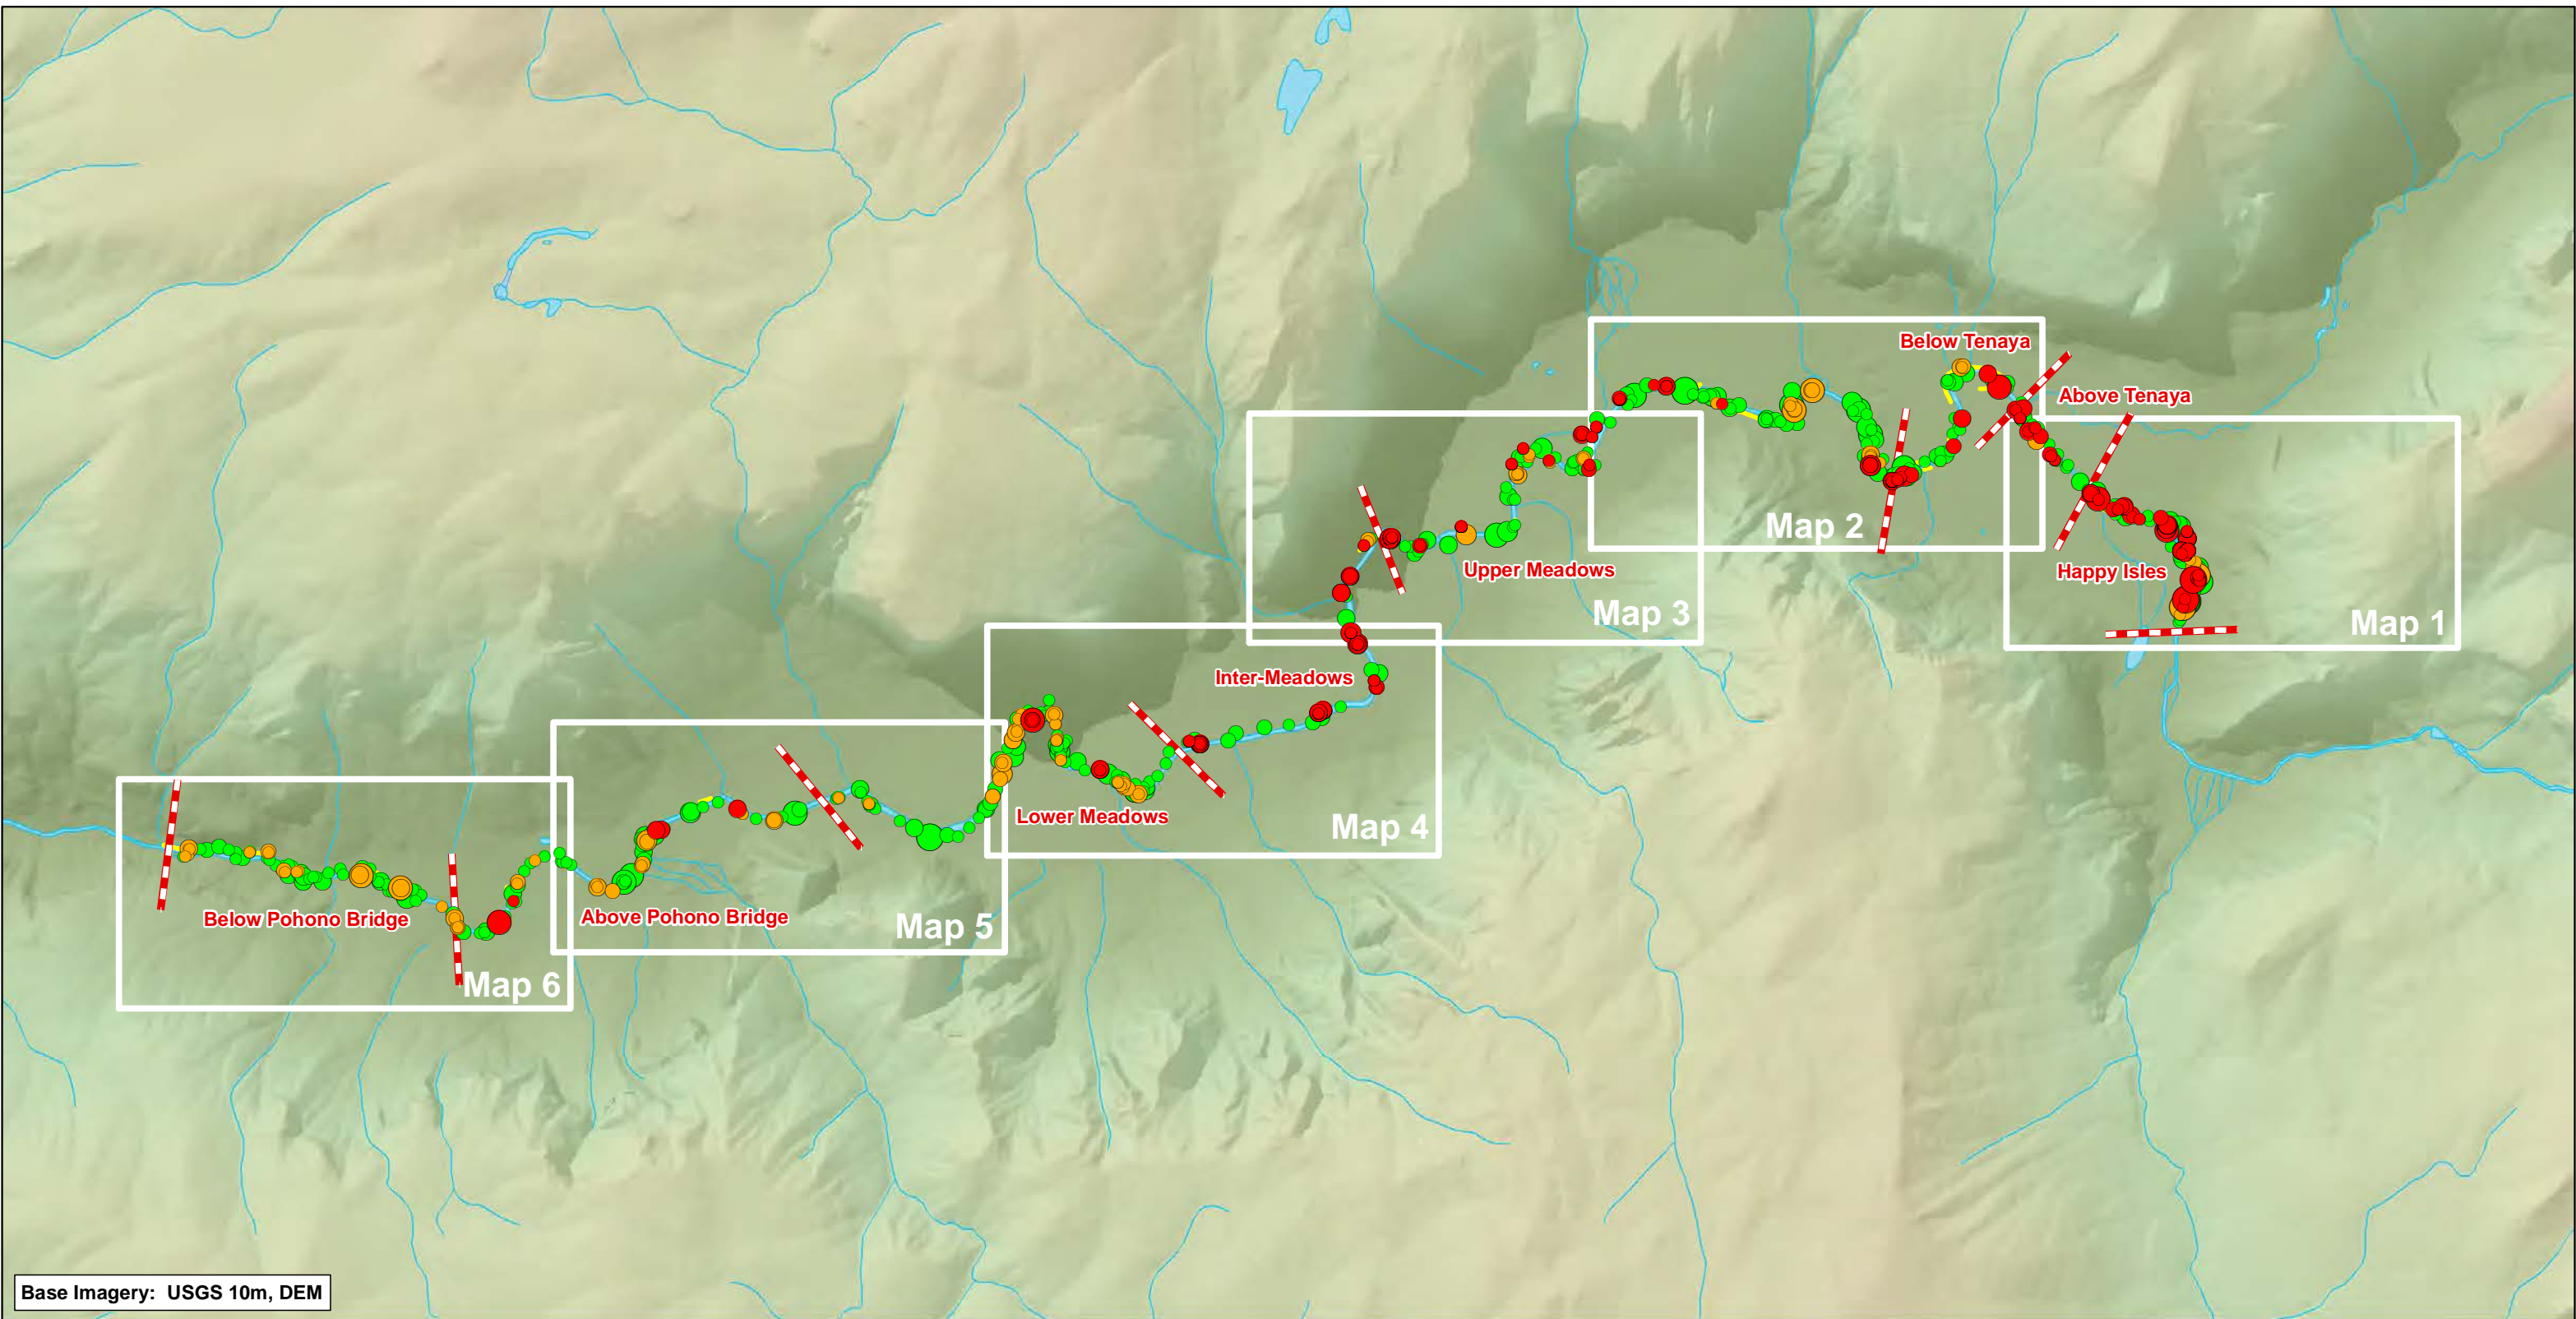 Below Tenaya
Above Tenaya
Map 2
Happy Isles
Upper Meadows
Map 3
Map 1
Inter-Meadows
Lower Meadows
Map 4
Below Pohono Bridge
Above Pohono Bridge
Map 5
Map 6
Base Imagery: USGS 10m, DEM